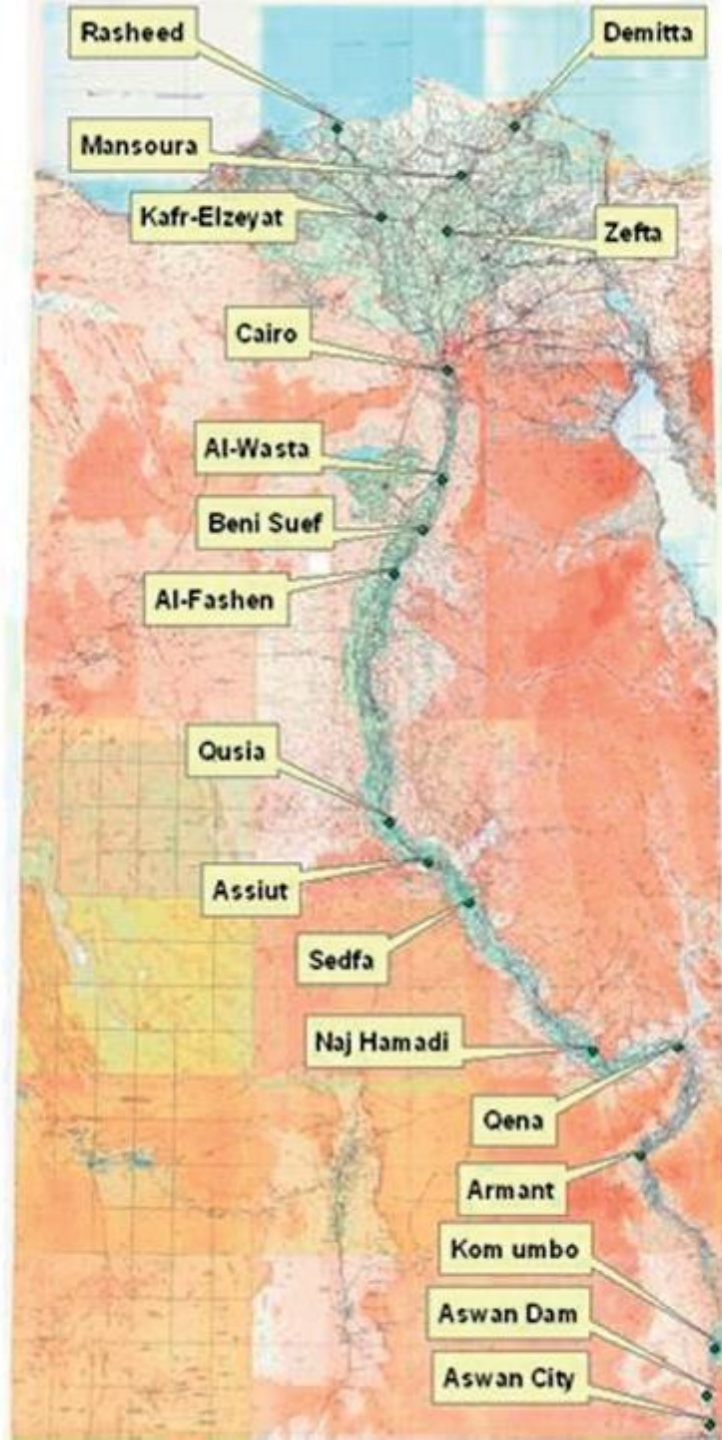 Rasheed
Demitta
Mansoura
Kafr-Elzeyat
Zefta
Cairo
Al-Wasta
Beni Suef
Al-Fashen
Qusia
Assiut
Sedfa
Naj Hamadi
Qena
Armant
Kom umbo
Aswan Dam
Aswan City